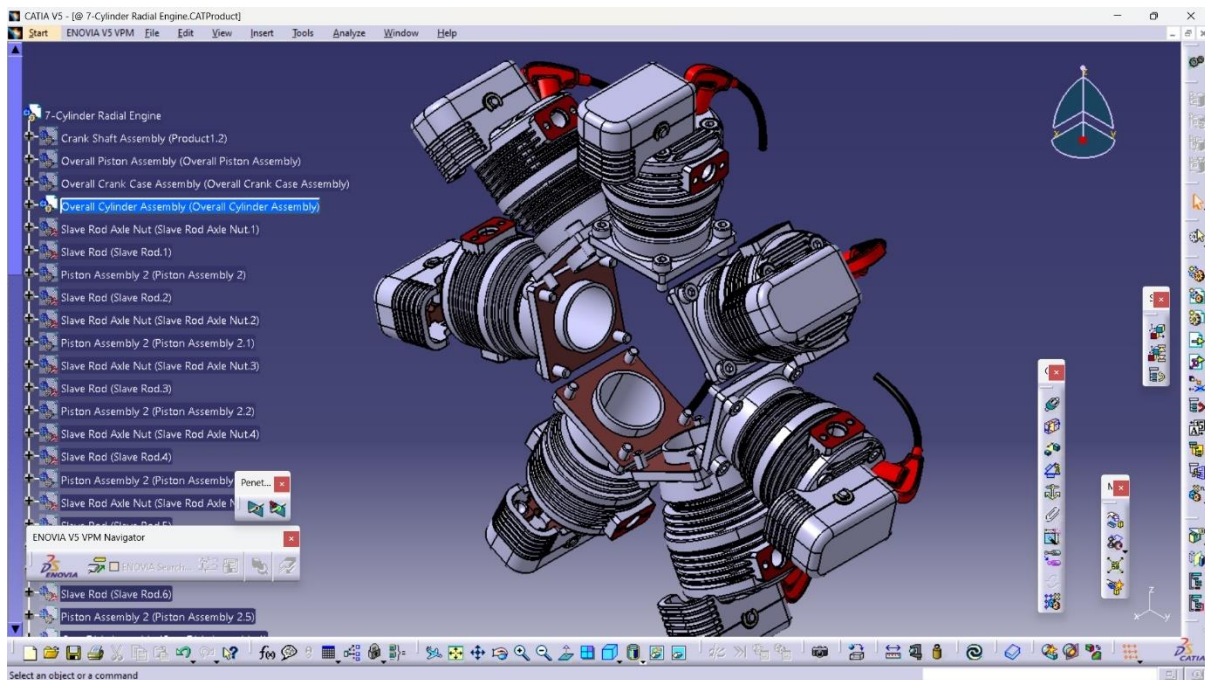 CATIA V5 - [@ 7-Cylinder Radial Engine.CATProduct]
Start ENOVIA V5 VPM File Edit View Insert Tools Analyze Window Help
7-Cylinder Radial Engine
Crank Shaft Assembly (Product1.2)
Overall Piston Assembly (Overall Piston Assembly)
Overall Crank Case Assembly (Overall Crank Case Assembly)
Overall Cylinder Assembly (Overall Cylinder Assembly)
Slave Rod Axle Nut (Slave Rod Axle Nut.1)
Slave Rod (Slave Rod.1)
Piston Assembly 2 (Piston Assembly 2)
Slave Rod (Slave Rod.2)
Slave Rod Axle Nut (Slave Rod Axle Nut.2)
Piston Assembly 2 (Piston Assembly 2.1)
Slave Rod Axle Nut (Slave Rod Axle Nut.3)
Slave Rod (Slave Rod.3)
Piston Assembly 2 (Piston Assembly 2.2)
Slave Rod Axle Nut (Slave Rod Axle Nut.4)
Slave Rod (Slave Rod.4)
Piston Assembly 2 (Piston Assembly
Penet...
Slave Rod Axle Nut (Slave Rod Axle N
Slave Rod (Slave Rod.5)
ENOVIA V5 VPM Navigator
ENOVIA
ENOVIA Search...
Slave Rod (Slave Rod.6)
Piston Assembly 2 (Piston Assembly 2.5)
f(x)
CATIA
Select an object or a command